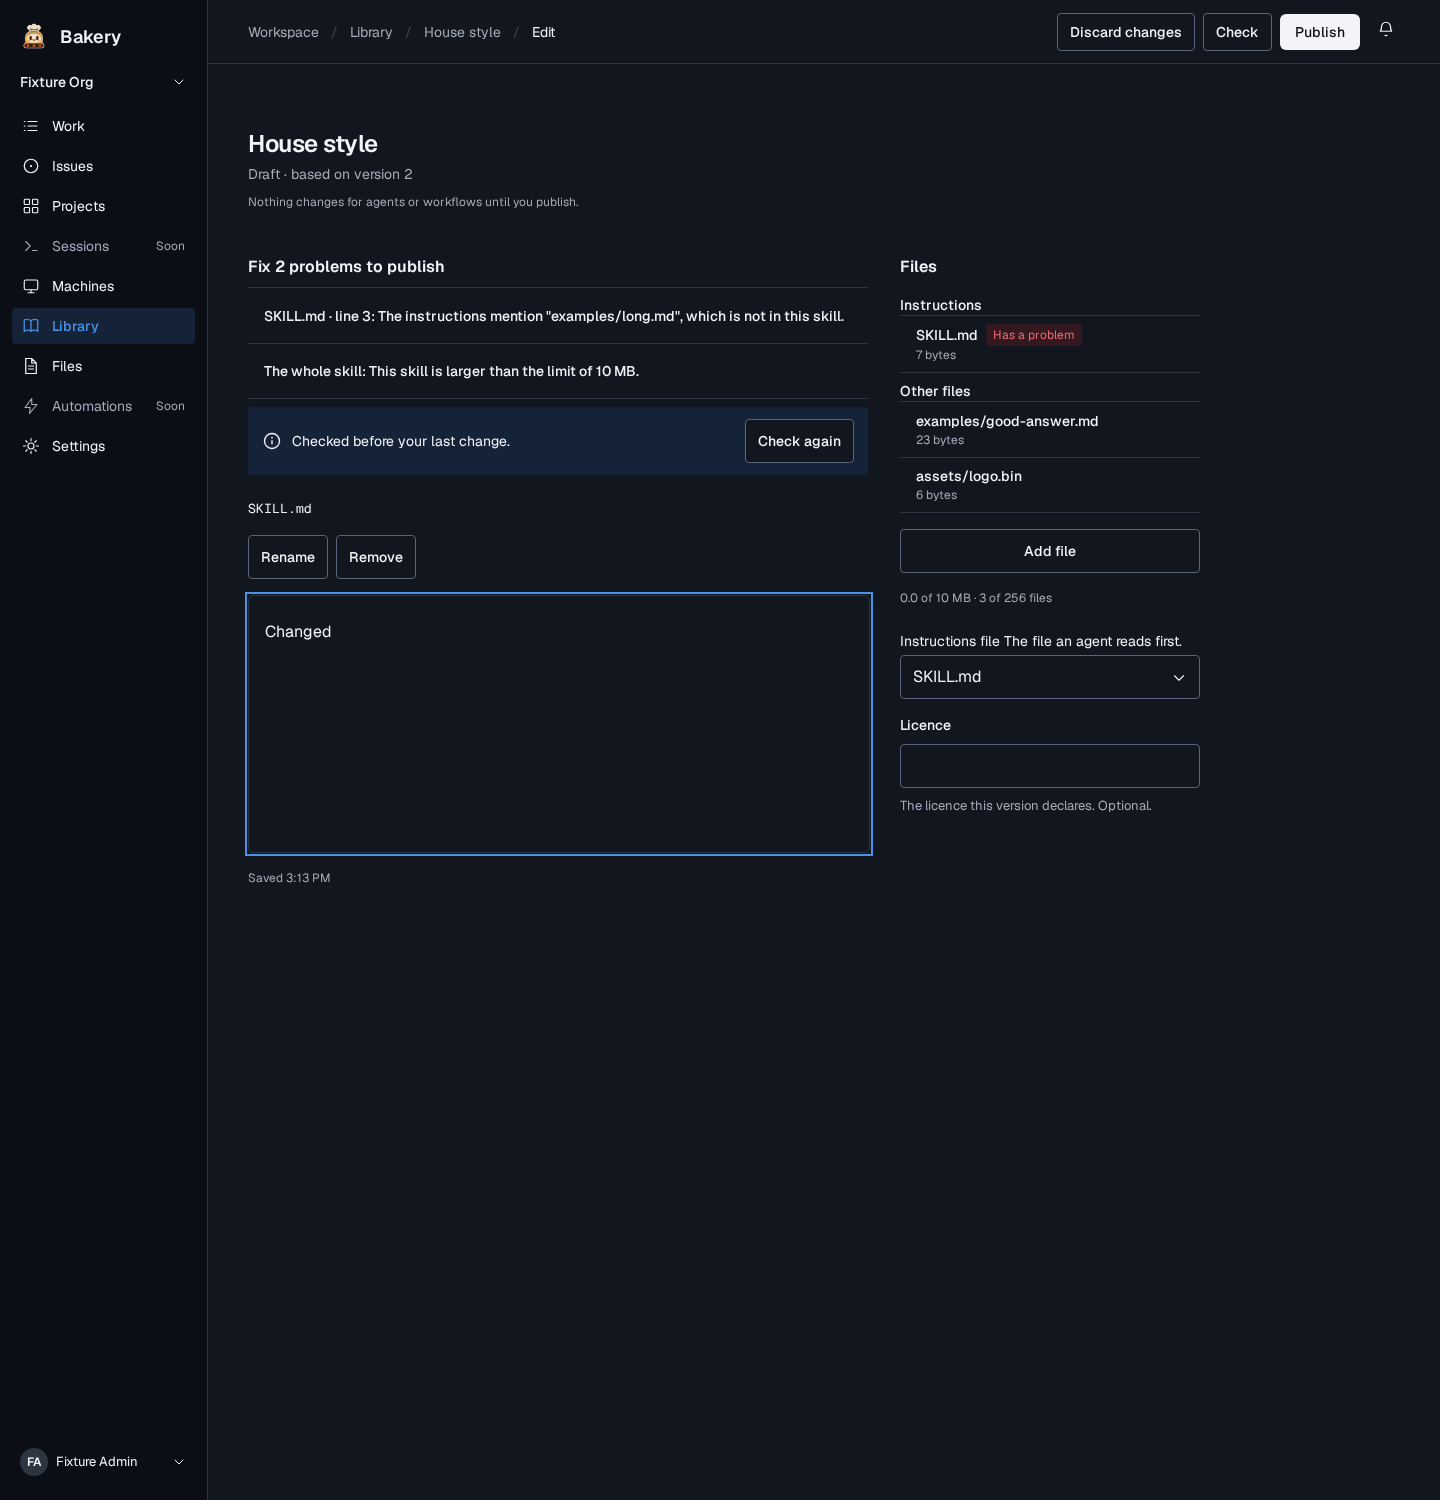 Bakery
Fixture Org
Work
Issues
Projects
Sessions Soon
Machines
Library
Files
Automations Soon
Settings
FA Fixture Admin
Workspace / Library / House style / Edit
Discard changes
Check
Publish
House style
Draft · based on version 2
Nothing changes for agents or workflows until you publish.
Fix 2 problems to publish
SKILL.md · line 3: The instructions mention "examples/long.md", which is not in this skill.
The whole skill: This skill is larger than the limit of 10 MB.
Checked before your last change.
Check again
SKILL.md
Rename
Remove
Changed
Saved 3:13 PM
Files
Instructions
SKILL.md Has a problem
7 bytes
Other files
examples/good-answer.md
23 bytes
assets/logo.bin
6 bytes
Add file
0.0 of 10 MB · 3 of 256 files
Instructions file The file an agent reads first.
SKILL.md
Licence
The licence this version declares. Optional.